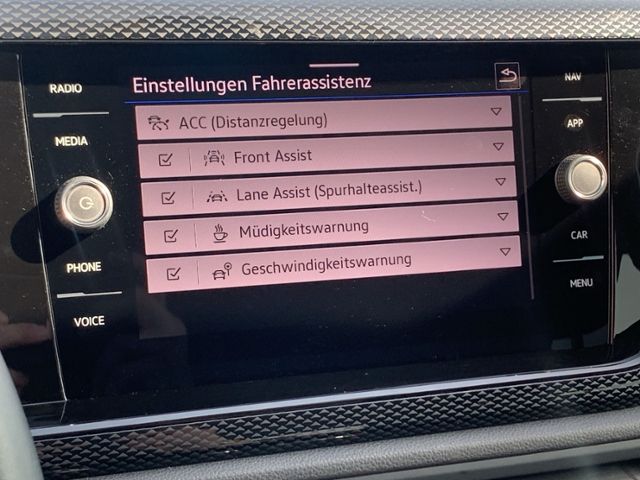 RADIO
MEDIA
PHONE
VOICE
Einstellungen Fahrerassistenz
ACC (Distanzregelung)
Front Assist
Lane Assist (Spurhalteassist.)
Müdigkeitswarnung
Geschwindigkeitswarnung
NAV
APP
CAR
MENU